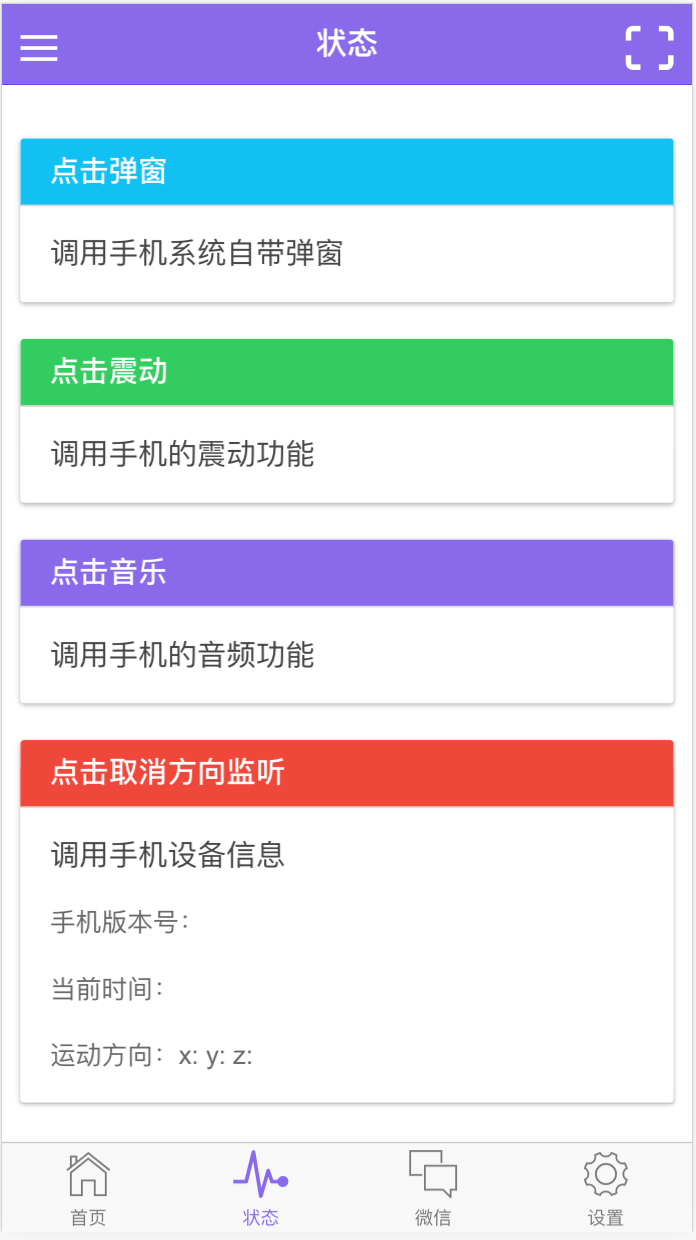 状态
点击弹窗
调用手机系统自带弹窗
点击震动
调用手机的震动功能
点击音乐
调用手机的音频功能
点击取消方向监听
调用手机设备信息
手机版本号：
当前时间：
运动方向：x: y: z:
首页 状态 微信 设置